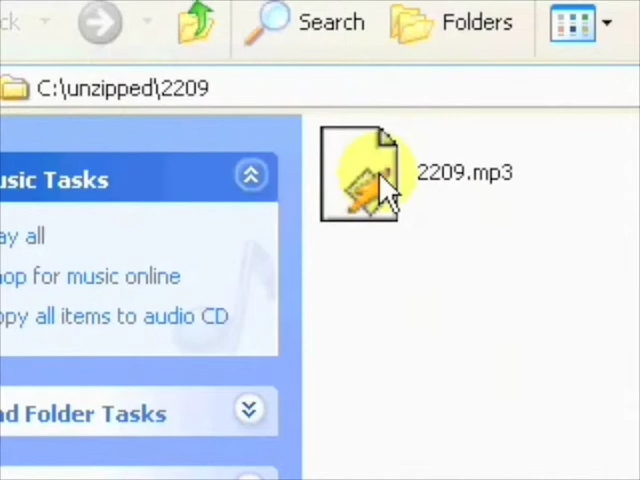 ck
Search
Folders
C:\unzipped\2209
usic Tasks
2209.mp3
ay all
hop for music online
opy all items to audio CD
nd Folder Tasks